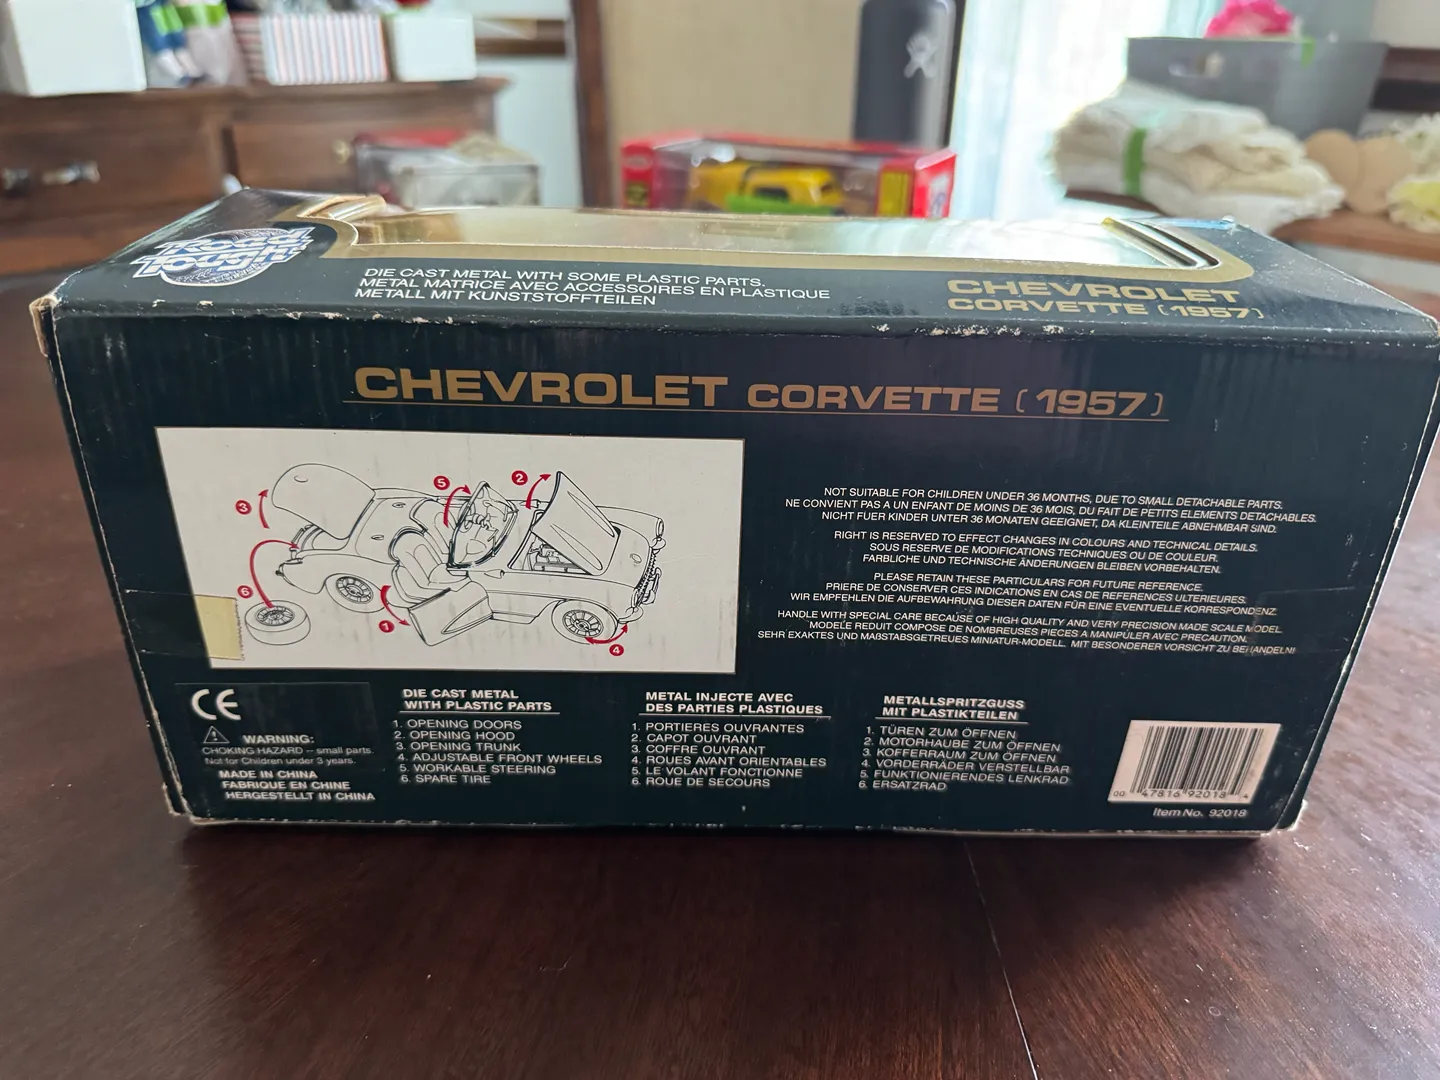 Road
Signature
DIE CAST METAL WITH SOME PLASTIC PARTS.
METAL MATRICE AVEC ACCESSOIRES EN PLASTIQUE
METALL MIT KUNSTSTOFFTEILEN
CHEVROLET
CORVETTE (1957)
CHEVROLET CORVETTE (1957)
3
5
2
6
1
4
NOT SUITABLE FOR CHILDREN UNDER 36 MONTHS, DUE TO SMALL DETACHABLE PARTS.
NE CONVIENT PAS A UN ENFANT DE MOINS DE 36 MOIS, DU FAIT DE PETITS ELEMENTS DETACHABLES.
NICHT FUER KINDER UNTER 36 MONATEN GEEIGNET, DA KLEINTEILE ABNEHMBAR SIND.
RIGHT IS RESERVED TO EFFECT CHANGES IN COLOURS AND TECHNICAL DETAILS.
SOUS RESERVE DE MODIFICATIONS TECHNIQUES OU DE COULEUR.
FARBLICHE UND TECHNISCHE ÄNDERUNGEN BLEIBEN VORBEHALTEN.
PLEASE RETAIN THESE PARTICULARS FOR FUTURE REFERENCE.
PRIERE DE CONSERVER CES INDICATIONS EN CAS DE REFERENCES ULTERIEURES.
WIR EMPFEHLEN DIE AUFBEWAHRUNG DIESER DATEN FÜR EINE EVENTUELLE KORRESPONDENZ.
HANDLE WITH SPECIAL CARE BECAUSE OF HIGH QUALITY AND VERY PRECISION MADE SCALE MODEL.
MODELE REDUIT COMPOSE DE NOMBREUSES PIECES A MANIPULER AVEC PRECAUTION.
SEHR EXAKTES UND MAßSTABSGETREUES MINIATUR-MODELL. MIT BESONDERER VORSICHT ZU BEHANDELN!
CE
WARNING:
CHOKING HAZARD -- small parts.
Not for Children under 3 years.
MADE IN CHINA
FABRIQUE EN CHINE
HERGESTELLT IN CHINA
DIE CAST METAL
WITH PLASTIC PARTS
1. OPENING DOORS
2. OPENING HOOD
3. OPENING TRUNK
4. ADJUSTABLE FRONT WHEELS
5. WORKABLE STEERING
6. SPARE TIRE
METAL INJECTE AVEC
DES PARTIES PLASTIQUES
1. PORTIERES OUVRANTES
2. CAPOT OUVRANT
3. COFFRE OUVRANT
4. ROUES AVANT ORIENTABLES
5. LE VOLANT FONCTIONNE
6. ROUE DE SECOURS
METALLSPRITZGUSS
MIT PLASTIKTEILEN
1. TÜREN ZUM ÖFFNEN
2. MOTORHAUBE ZUM ÖFFNEN
3. KOFFERRAUM ZUM ÖFFNEN
4. VORDERRÄDER VERSTELLBAR
5. FUNKTIONIERENDES LENKRAD
6. ERSATZRAD
00 47816 92018 4
Item No. 92018